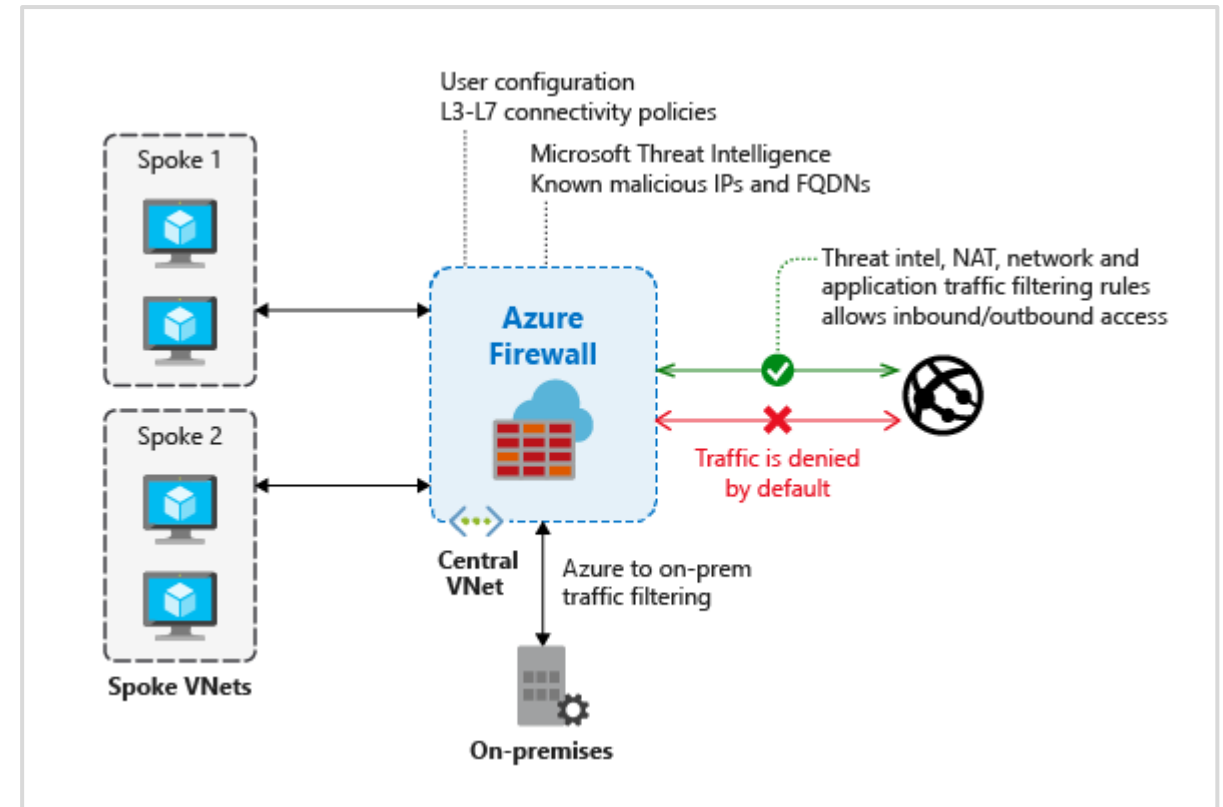 User configuration
L3-L7 connectivity policies
Microsoft Threat Intelligence
Known malicious IPs and FQDNs
Spoke 1
Threat intel, NAT, network and
application traffic filtering rules
allows inbound/outbound access
Azure
Firewall
Spoke 2
Traffic is denied
by default
Central
VNet
Azure to on-prem
traffic filtering
Spoke VNets
On-premises